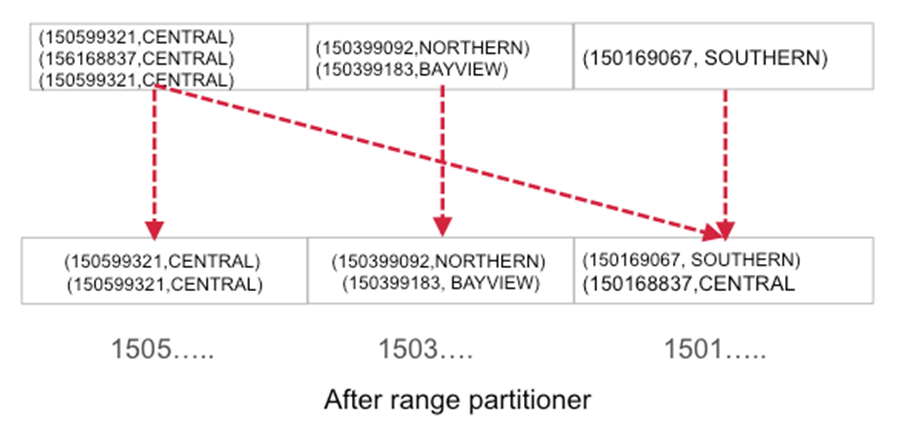 (150599321,CENTRAL)
(156168837,CENTRAL)
(150599321,CENTRAL)
(150399092,NORTHERN)
(150399183,BAYVIEW)
(150169067, SOUTHERN)
(150599321,CENTRAL)
(150599321,CENTRAL)
(150399092,NORTHERN)
(150399183, BAYVIEW)
(150169067, SOUTHERN)
(150168837,CENTRAL
1505…..
1503….
1501…..
After range partitioner